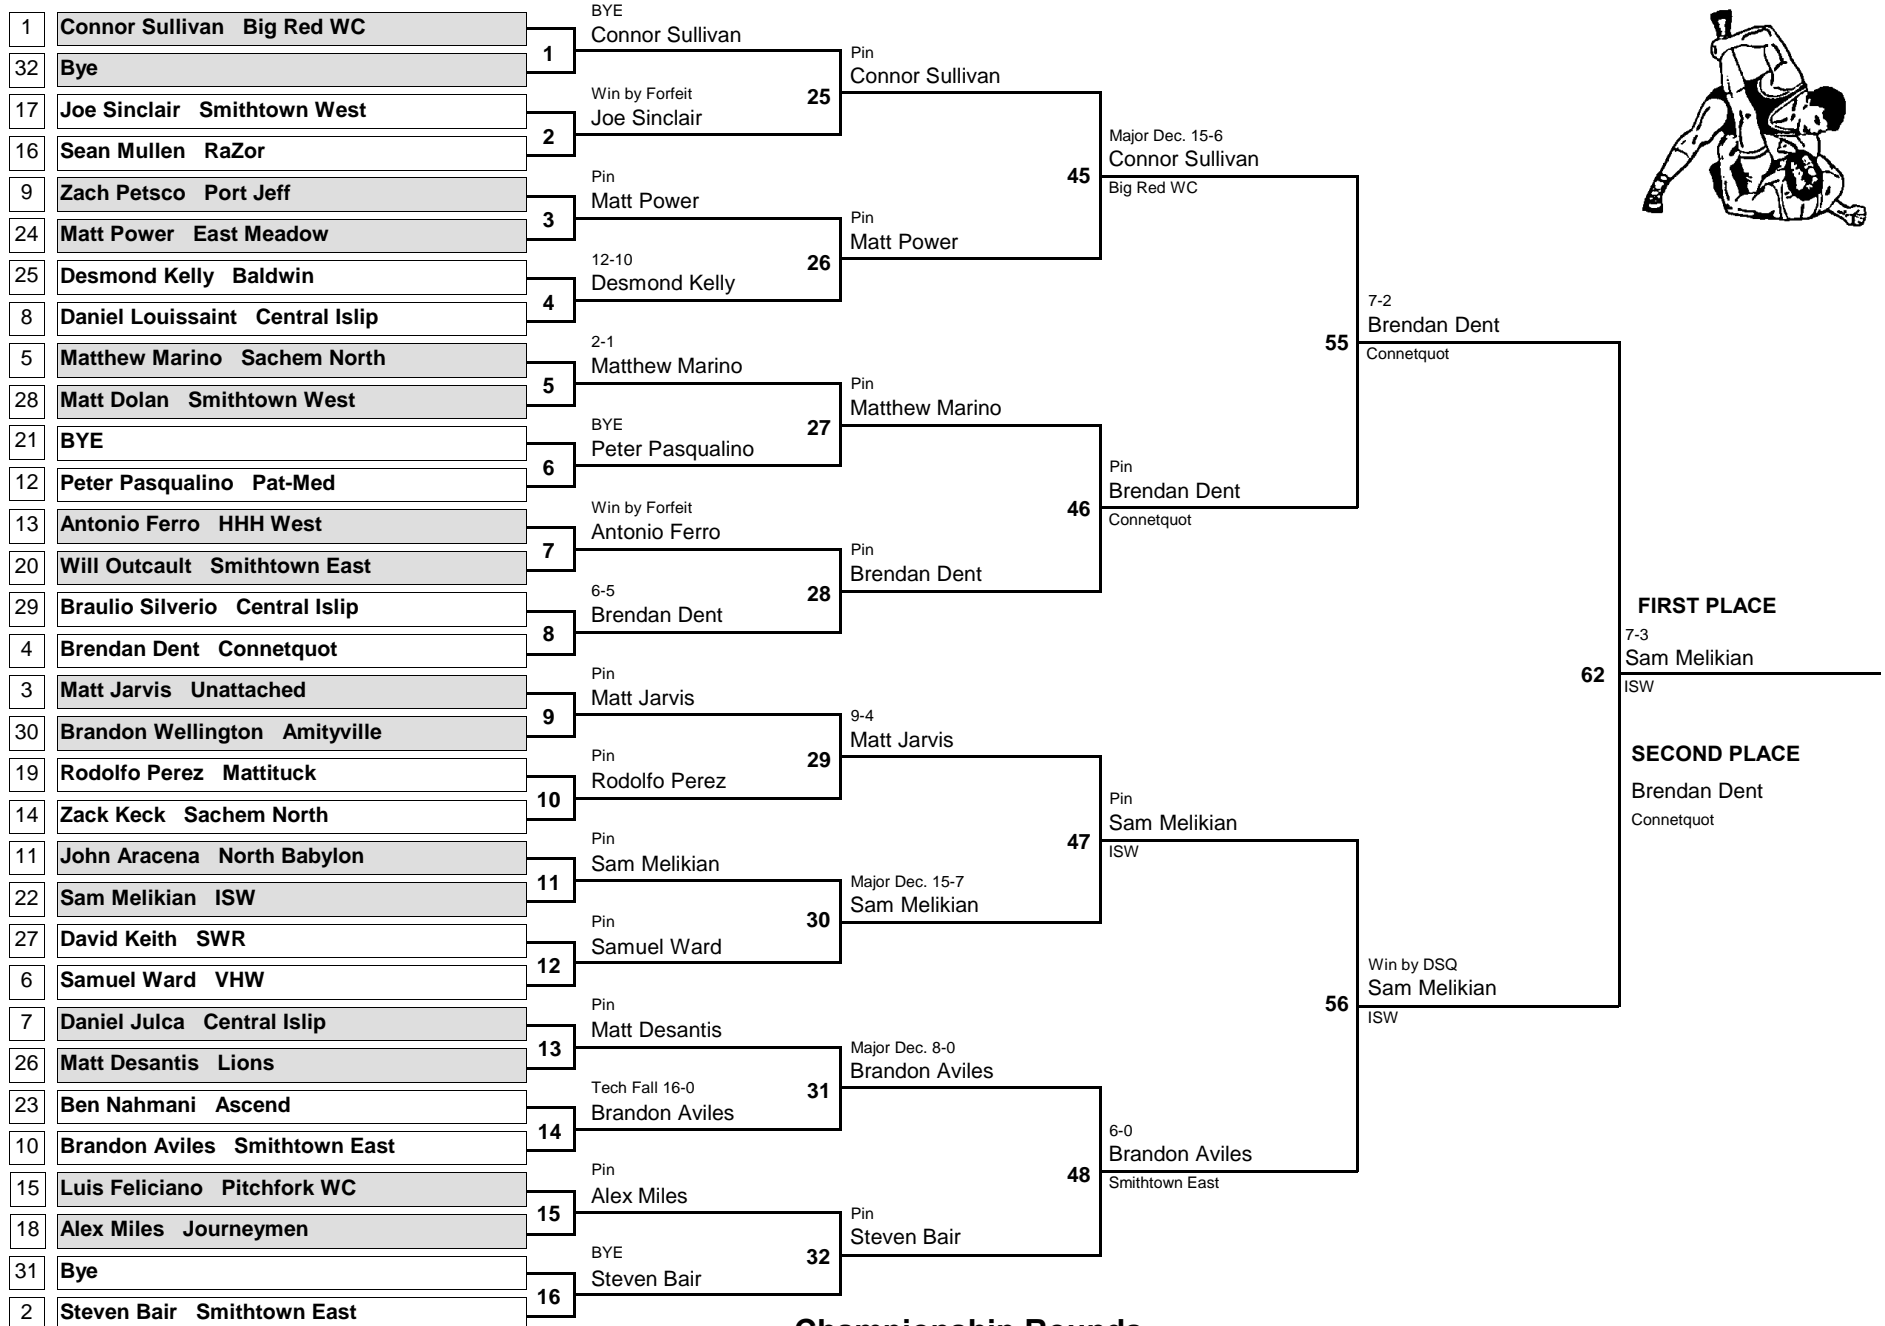 1 Connor Sullivan Big Red WC
32 Bye
17 Joe Sinclair Smithtown West
16 Sean Mullen RaZor
9 Zach Petsco Port Jeff
24 Matt Power East Meadow
25 Desmond Kelly Baldwin
8 Daniel Louissaint Central Islip
5 Matthew Marino Sachem North
28 Matt Dolan Smithtown West
21 BYE
12 Peter Pasqualino Pat-Med
13 Antonio Ferro HHH West
20 Will Outcault Smithtown East
29 Braulio Silverio Central Islip
4 Brendan Dent Connetquot
3 Matt Jarvis Unattached
30 Brandon Wellington Amityville
19 Rodolfo Perez Mattituck
14 Zack Keck Sachem North
11 John Aracena North Babylon
22 Sam Melikian ISW
27 David Keith SWR
6 Samuel Ward VHW
7 Daniel Julca Central Islip
26 Matt Desantis Lions
23 Ben Nahmani Ascend
10 Brandon Aviles Smithtown East
15 Luis Feliciano Pitchfork WC
18 Alex Miles Journeymen
31 Bye
2 Steven Bair Smithtown East
1
2
3
4
5
6
7
8
9
10
11
12
13
14
15
16
BYE
Connor Sullivan
Win by Forfeit
Joe Sinclair
Pin
Matt Power
12-10
Desmond Kelly
2-1
Matthew Marino
BYE
Peter Pasqualino
Win by Forfeit
Antonio Ferro
6-5
Brendan Dent
Pin
Matt Jarvis
Pin
Rodolfo Perez
Pin
Sam Melikian
Pin
Samuel Ward
Pin
Matt Desantis
Tech Fall 16-0
Brandon Aviles
Pin
Alex Miles
BYE
Steven Bair
25
26
27
28
29
30
31
32
Pin
Connor Sullivan
Pin
Matt Power
Pin
Matthew Marino
Pin
Brendan Dent
9-4
Matt Jarvis
Major Dec. 15-7
Sam Melikian
Major Dec. 8-0
Brandon Aviles
Pin
Steven Bair
45
46
47
48
Major Dec. 15-6
Connor Sullivan
Big Red WC
Pin
Brendan Dent
Connetquot
Pin
Sam Melikian
ISW
6-0
Brandon Aviles
Smithtown East
55
56
7-2
Brendan Dent
Connetquot
Win by DSQ
Sam Melikian
ISW
62
FIRST PLACE
7-3
Sam Melikian
ISW
SECOND PLACE
Brendan Dent
Connetquot
Championship Rounds